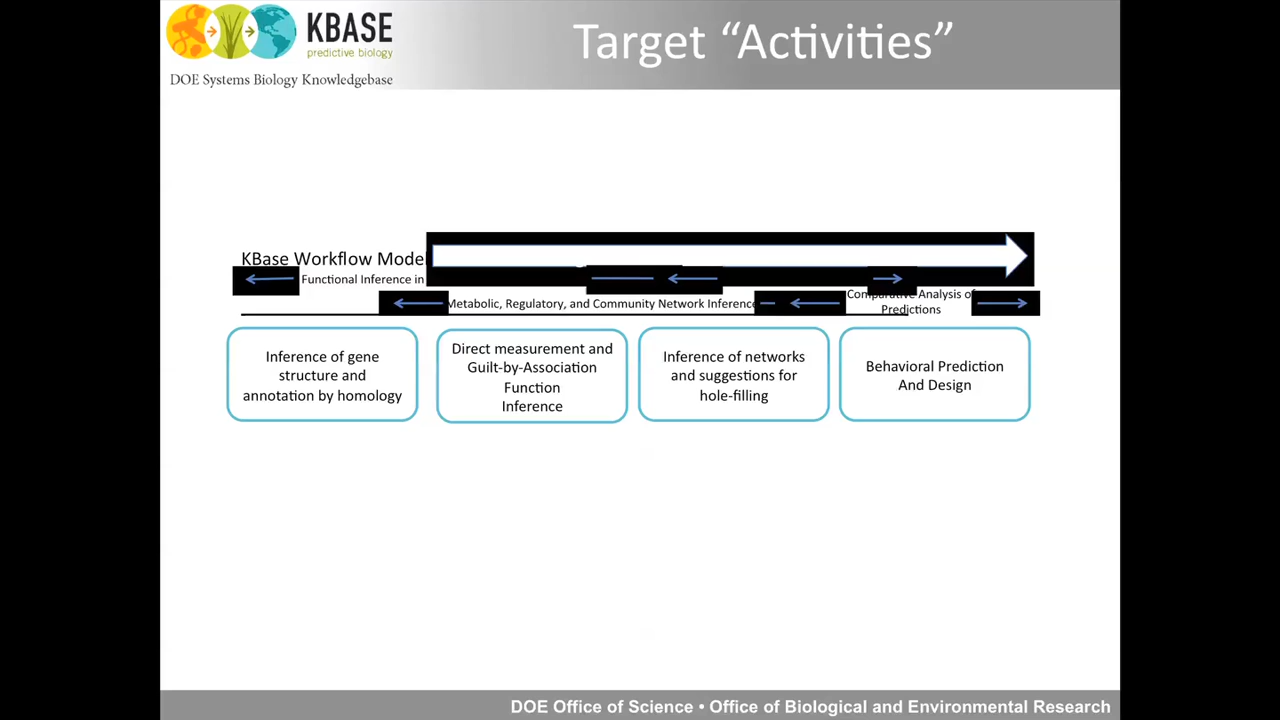 KBASE
predictive biology
DOE Systems Biology Knowledgebase
Target “Activities”
KBase Workflow Model
Functional Inference in
Metabolic, Regulatory, and Community Network Inference
Comparative Analysis of
Predictions
Inference of gene
structure and
annotation by homology
Direct measurement and
Guilt-by-Association
Function
Inference
Inference of networks
and suggestions for
hole-filling
Behavioral Prediction
And Design
DOE Office of Science • Office of Biological and Environmental Research